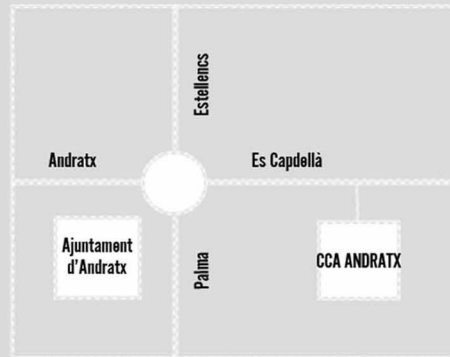 Estellencs
Andratx
Es Capdellà
Ajuntament
d'Andratx
Palma
CCA ANDRATX